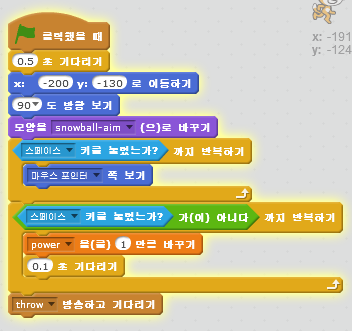 클릭했을 때
x: -191
y: -124
0.5 초 기다리기
x: -200 y: -130 로 이동하기
90 도 방향 보기
모양을 snowball-aim (으)로 바꾸기
스페이스 키를 눌렀는가? 까지 반복하기
마우스 포인터 쪽 보기
스페이스 키를 눌렀는가? 가(이) 아니다 까지 반복하기
power 을(를) 1 만큼 바꾸기
0.1 초 기다리기
throw 방송하고 기다리기